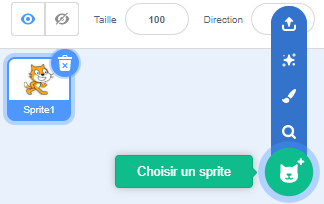 Taille 100 Direction
Sprite1
Choisir un sprite